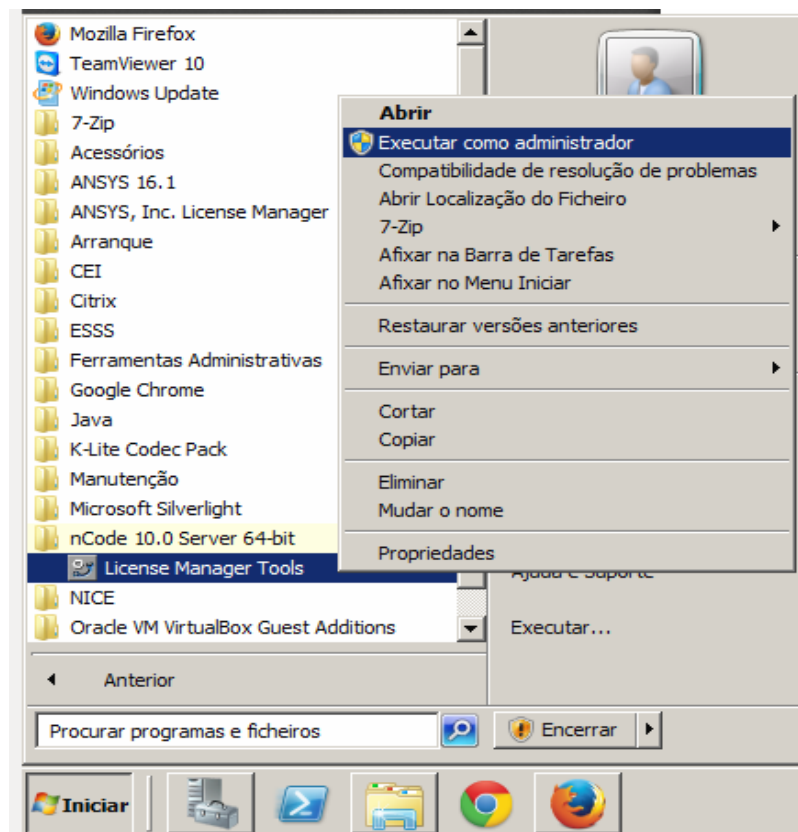 Mozilla Firefox
TeamViewer 10
Windows Update
7-Zip
Acessórios
ANSYS 16.1
ANSYS, Inc. License Manager
Arranque
CEI
Citrix
ESSS
Ferramentas Administrativas
Google Chrome
Java
K-Lite Codec Pack
Manutenção
Microsoft Silverlight
nCode 10.0 Server 64-bit
License Manager Tools
NICE
Oracle VM VirtualBox Guest Additions
Anterior
Procurar programas e ficheiros
Abrir
Executar como administrador
Compatibilidade de resolução de problemas
Abrir Localização do Ficheiro
7-Zip
Afixar na Barra de Tarefas
Afixar no Menu Iniciar
Restaurar versões anteriores
Enviar para
Cortar
Copiar
Eliminar
Mudar o nome
Propriedades
Ajuda e Suporte
Executar...
Encerrar
Iniciar